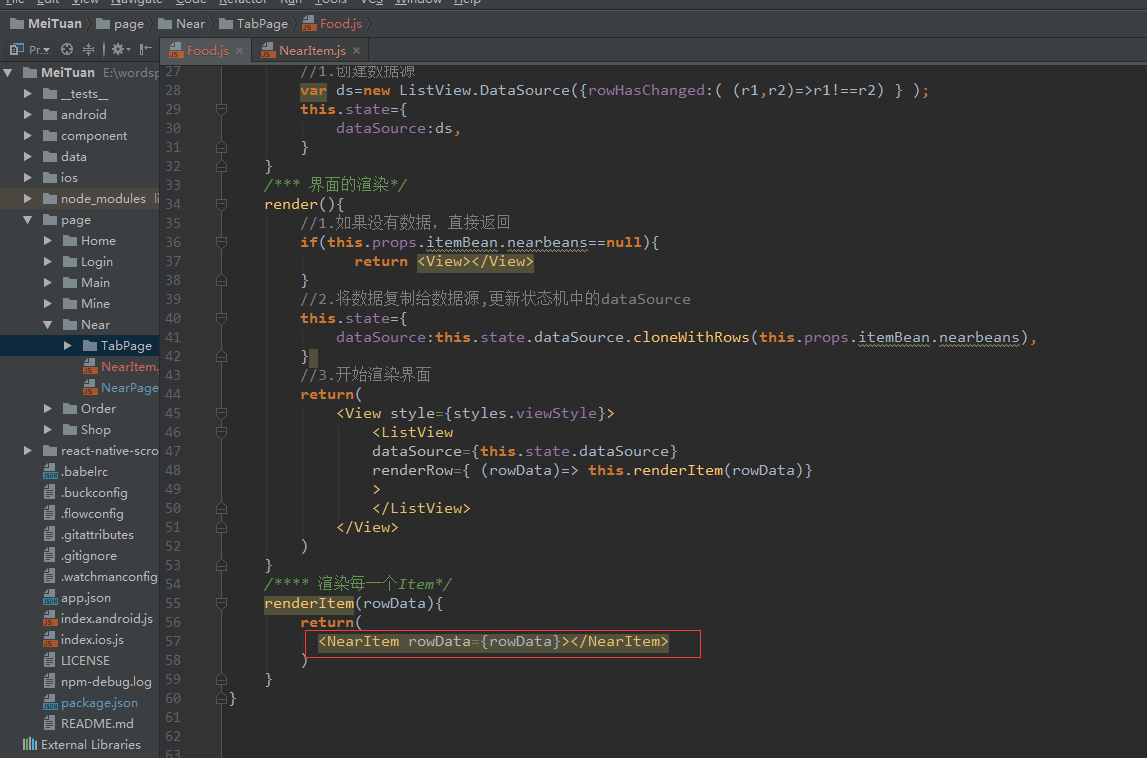 File Edit View Navigate Code Refactor Run Tools VCS Window Help
MeiTuan page Near TabPage Food.js
Pr.. Food.js NearItem.js
MeiTuan E:\wordsp
__tests__
android
component
data
ios
node_modules li
page
Home
Login
Main
Mine
Near
TabPage
NearItem.
NearPage
Order
Shop
react-native-scro
.babelrc
.buckconfig
.flowconfig
.gitattributes
.gitignore
.watchmanconfig
app.json
index.android.js
index.ios.js
LICENSE
npm-debug.log
package.json
README.md
External Libraries
27 //1.创建数据源
28 var ds=new ListView.DataSource({rowHasChanged:( (r1,r2)=>r1!==r2) } );
29 this.state={
30 dataSource:ds,
31 }
32 }
33 /*** 界面的渲染*/
34 render(){
35 //1.如果没有数据，直接返回
36 if(this.props.itemBean.nearbeans==null){
37 return <View></View>
38 }
39 //2.将数据复制给数据源,更新状态机中的dataSource
40 this.state={
41 dataSource:this.state.dataSource.cloneWithRows(this.props.itemBean.nearbeans),
42 }
43 //3.开始渲染界面
44 return(
45 <View style={styles.viewStyle}>
46 <ListView
47 dataSource={this.state.dataSource}
48 renderRow={ (rowData)=> this.renderItem(rowData)}
49 >
50 </ListView>
51 </View>
52 )
53 }
54 /**** 渲染每一个Item*/
55 renderItem(rowData){
56 return(
57 <NearItem rowData={rowData}></NearItem>
58 )
59 }
60 }
61
62
63